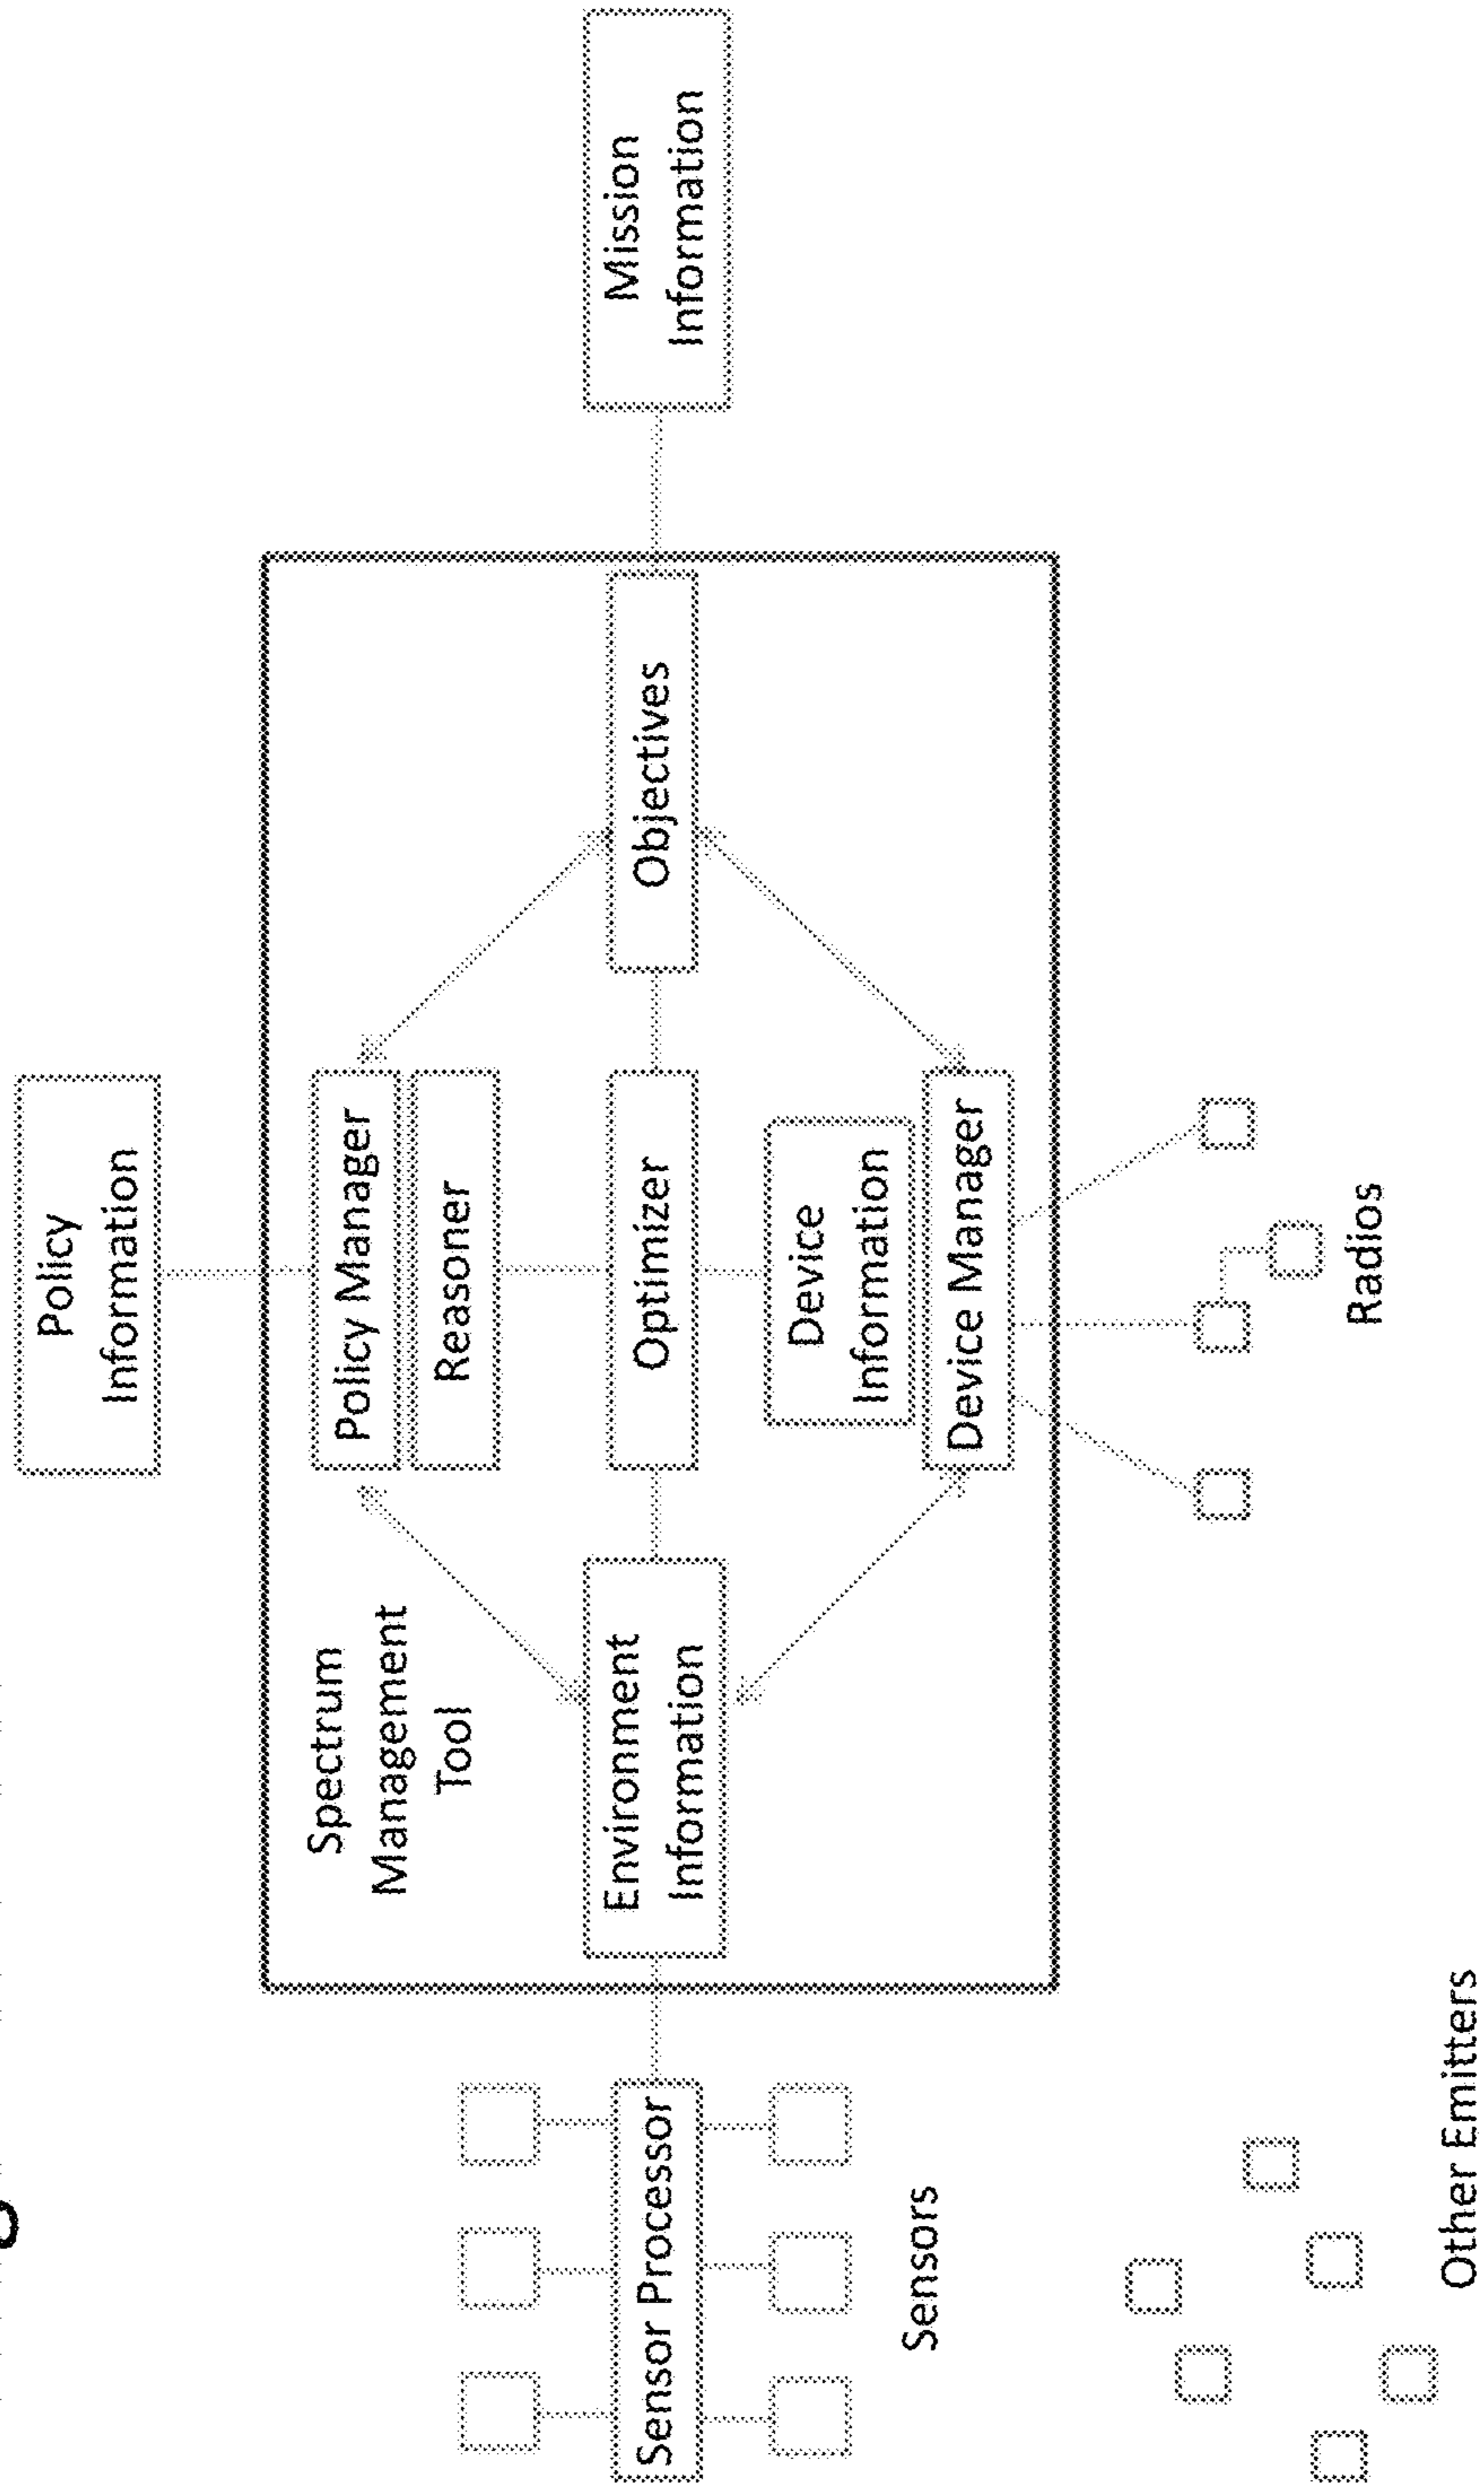 Policy
Information
Spectrum
Management
Tool
Policy Manager
Reasoner
Sensor Processor
Environment
Information
Optimizer
Objectives
Mission
Information
Device
Information
Device Manager
Sensors
Radios
Other Emitters